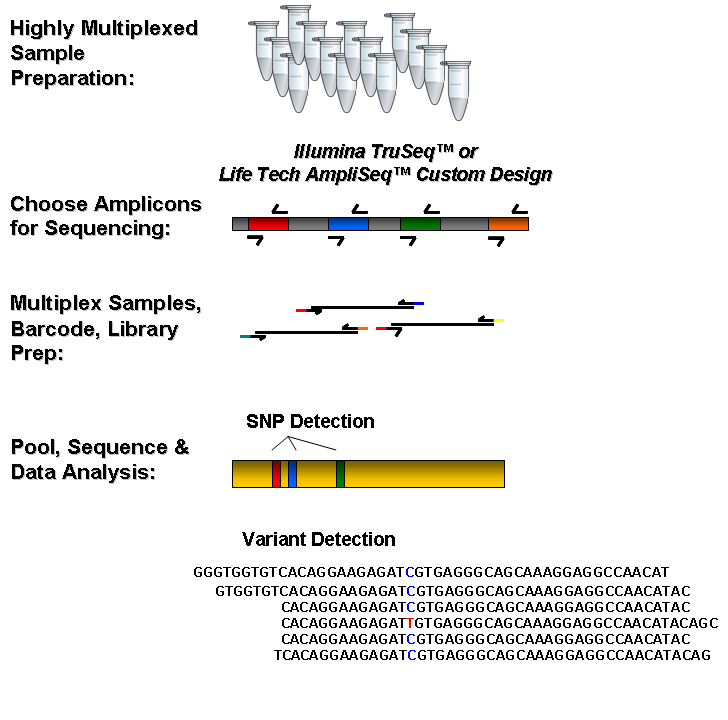 Highly Multiplexed
Sample
Preparation:
Illumina TruSeq™ or
Life Tech AmpliSeq™ Custom Design
Choose Amplicons
for Sequencing:
Multiplex Samples,
Barcode, Library
Prep:
SNP Detection
Pool, Sequence &
Data Analysis:
Variant Detection
GGGTGGTGTCACAGGAAGAGATCGTGAGGGCAGCAAAGGAGGCCAACAT
GTGGTGTCACAGGAAGAGATCGTGAGGGCAGCAAAGGAGGCCAACATAC
CACAGGAAGAGATCGTGAGGGCAGCAAAGGAGGCCAACATAC
CACAGGAAGAGATTGTGAGGGCAGCAAAGGAGGCCAACATACAGC
CACAGGAAGAGATCGTGAGGGCAGCAAAGGAGGCCAACATAC
TCACAGGAAGAGATCGTGAGGGCAGCAAAGGAGGCCAACATACAG